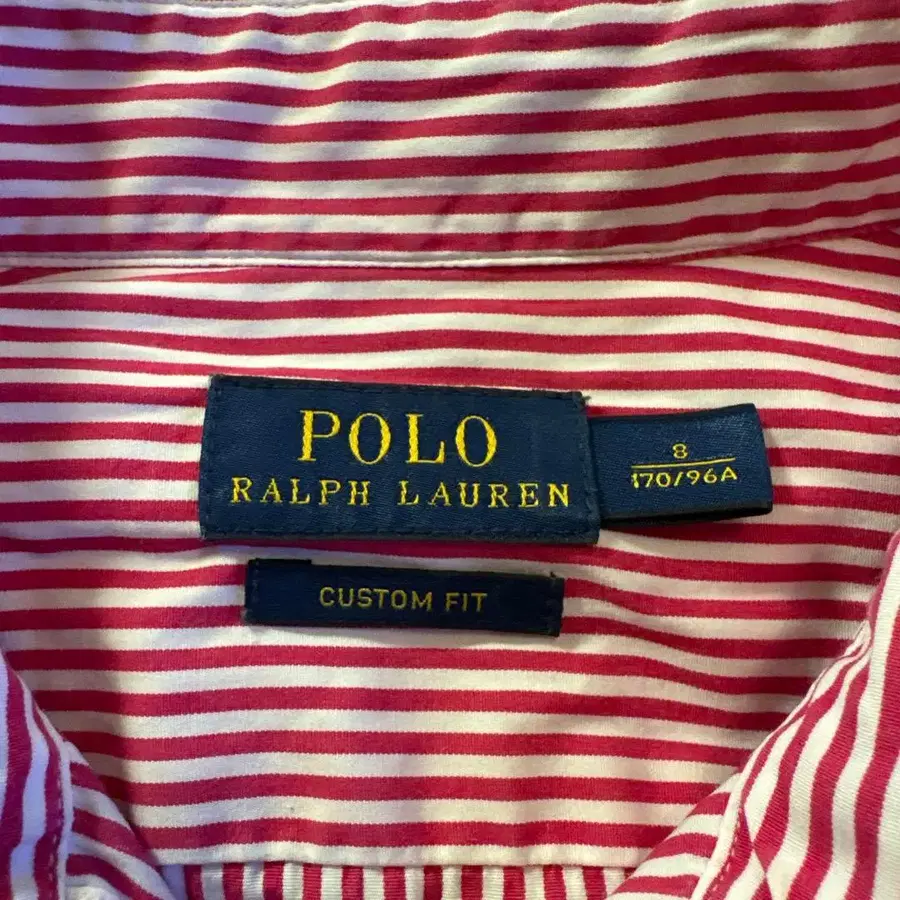 POLO
RALPH LAUREN
8
170/96A
CUSTOM FIT